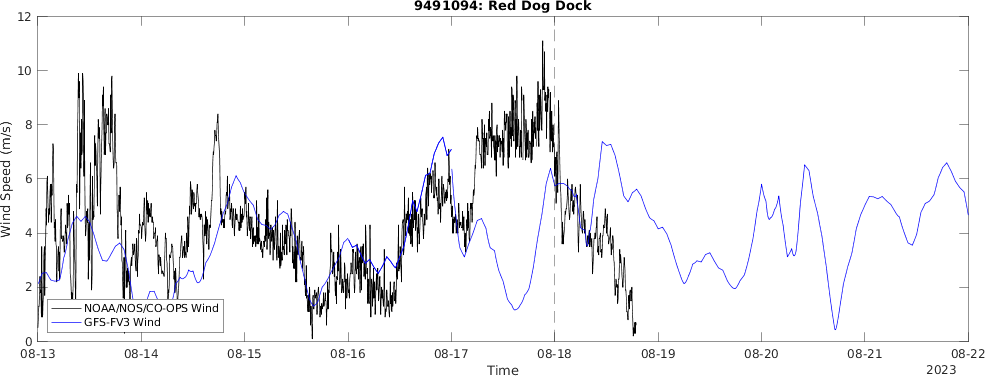 9491094: Red Dog Dock
Wind Speed (m/s)
12
10
8
6
4
2
0
NOAA/NOS/CO-OPS Wind
GFS-FV3 Wind
08-13 08-14 08-15 08-16 08-17 08-18 08-19 08-20 08-21 08-22
Time
2023